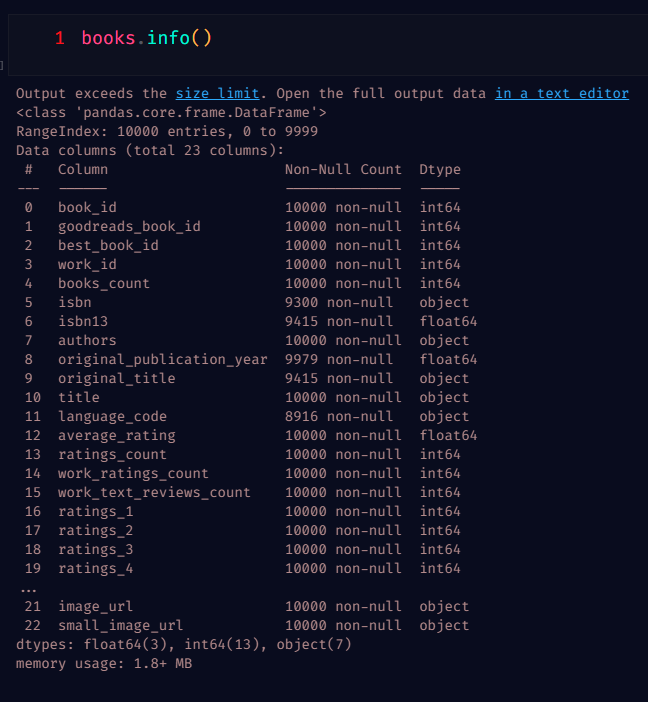 1 books.info()
Output exceeds the size limit. Open the full output data in a text editor
<class 'pandas.core.frame.DataFrame'>
RangeIndex: 10000 entries, 0 to 9999
Data columns (total 23 columns):
 #   Column                     Non-Null Count  Dtype
---  ------                     --------------  -----
 0   book_id                    10000 non-null  int64
 1   goodreads_book_id          10000 non-null  int64
 2   best_book_id               10000 non-null  int64
 3   work_id                    10000 non-null  int64
 4   books_count                10000 non-null  int64
 5   isbn                       9300 non-null   object
 6   isbn13                     9415 non-null   float64
 7   authors                    10000 non-null  object
 8   original_publication_year  9979 non-null   float64
 9   original_title             9415 non-null   object
 10  title                      10000 non-null  object
 11  language_code              8916 non-null   object
 12  average_rating             10000 non-null  float64
 13  ratings_count              10000 non-null  int64
 14  work_ratings_count         10000 non-null  int64
 15  work_text_reviews_count    10000 non-null  int64
 16  ratings_1                  10000 non-null  int64
 17  ratings_2                  10000 non-null  int64
 18  ratings_3                  10000 non-null  int64
 19  ratings_4                  10000 non-null  int64
...
 21  image_url                  10000 non-null  object
 22  small_image_url            10000 non-null  object
dtypes: float64(3), int64(13), object(7)
memory usage: 1.8+ MB